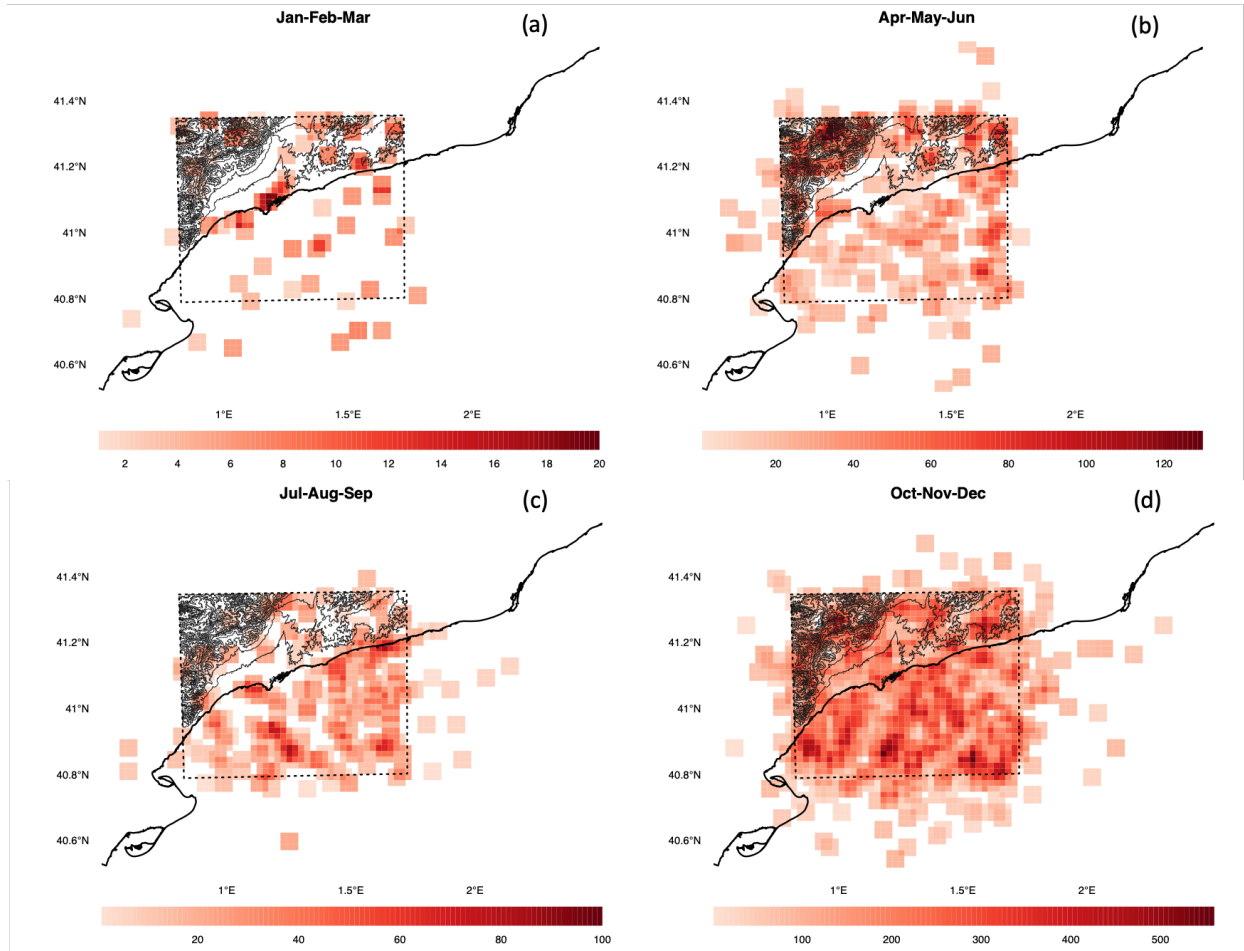 Jan-Feb-Mar (a)
41.4°N
41.2°N
41°N
40.8°N
40.6°N
1°E 1.5°E 2°E
2 4 6 8 10 12 14 16 18 20
Apr-May-Jun (b)
41.4°N
41.2°N
41°N
40.8°N
40.6°N
1°E 1.5°E 2°E
20 40 60 80 100 120
Jul-Aug-Sep (c)
41.4°N
41.2°N
41°N
40.8°N
40.6°N
1°E 1.5°E 2°E
20 40 60 80 100
Oct-Nov-Dec (d)
41.4°N
41.2°N
41°N
40.8°N
40.6°N
1°E 1.5°E 2°E
100 200 300 400 500